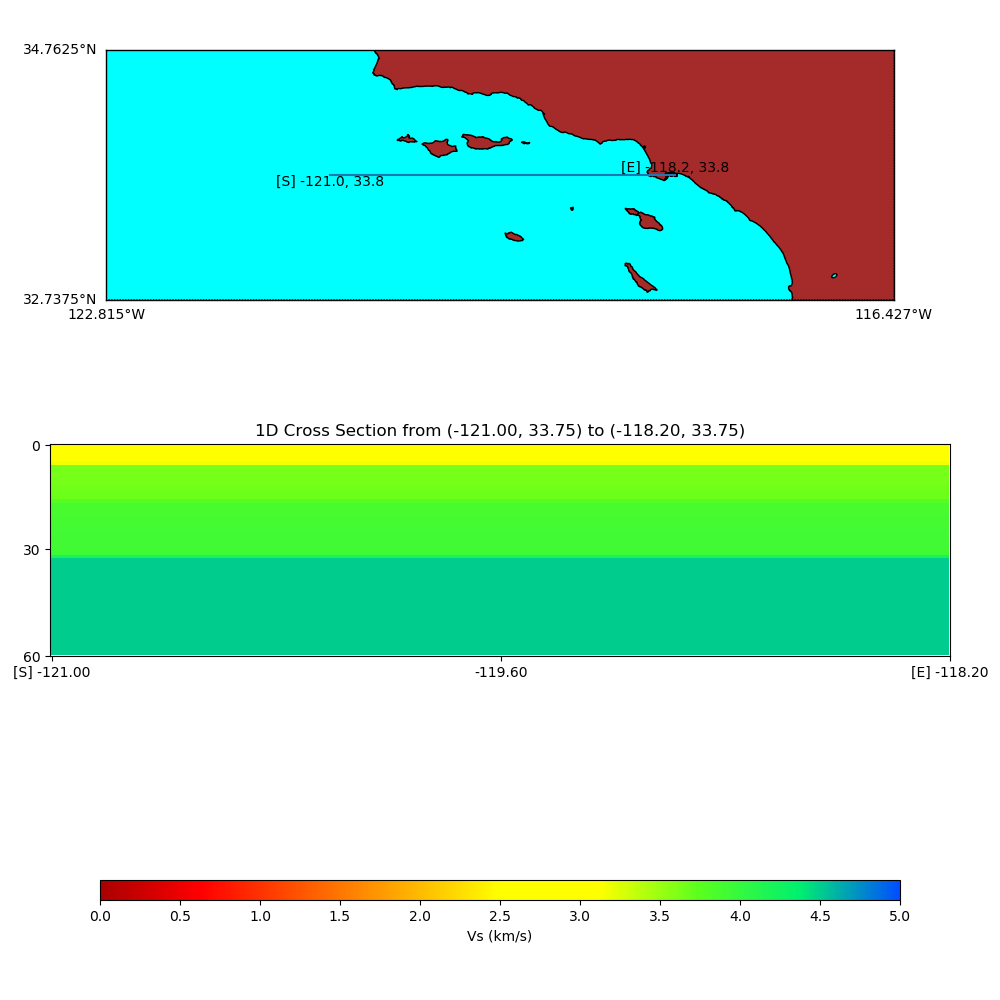 34.7625°N
[E] -118.2, 33.8
[S] -121.0, 33.8
32.7375°N
122.815°W 116.427°W
1D Cross Section from (-121.00, 33.75) to (-118.20, 33.75)
0
30
60
[S] -121.00 -119.60 [E] -118.20
0.0 0.5 1.0 1.5 2.0 2.5 3.0 3.5 4.0 4.5 5.0
Vs (km/s)